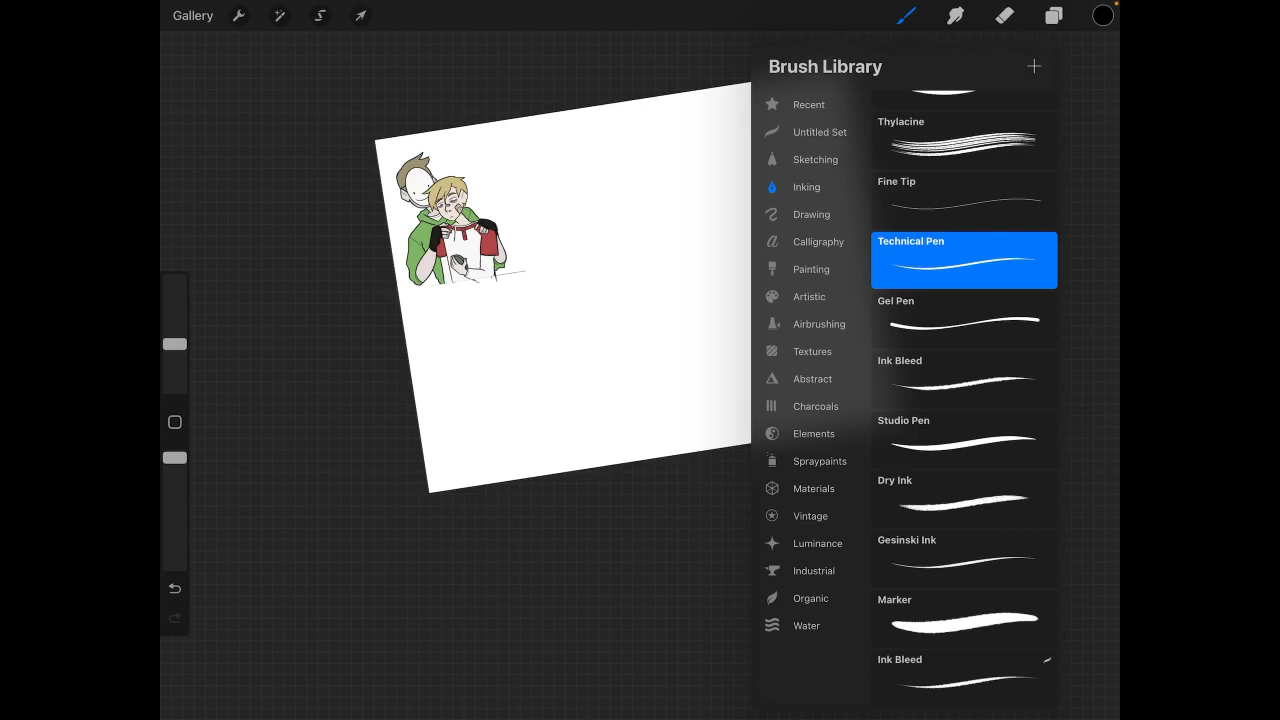 Gallery
Brush Library
Recent
Untitled Set
Sketching
Inking
Drawing
Calligraphy
Painting
Artistic
Airbrushing
Textures
Abstract
Charcoals
Elements
Spraypaints
Materials
Vintage
Luminance
Industrial
Organic
Water
Thylacine
Fine Tip
Technical Pen
Gel Pen
Ink Bleed
Studio Pen
Dry Ink
Gesinski Ink
Marker
Ink Bleed